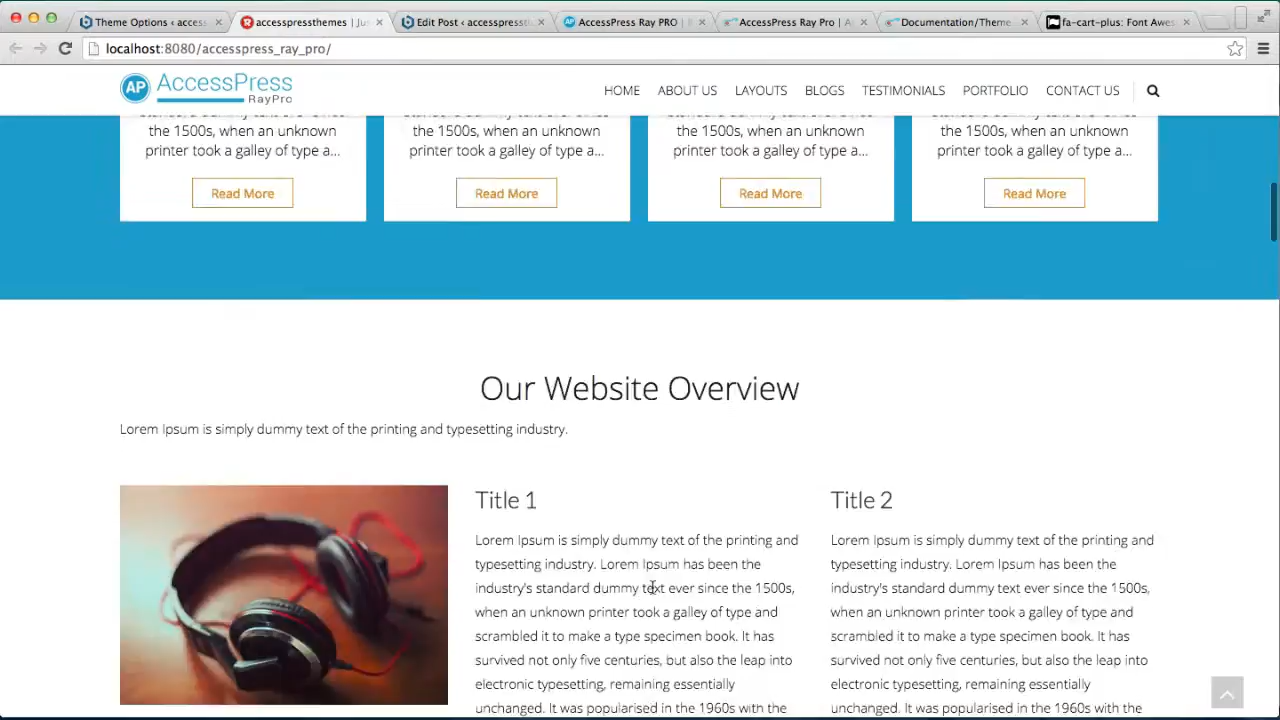 Theme Options ‹ access
accesspressthemes | Jus
Edit Post ‹ accesspressth
AccessPress Ray PRO |
AccessPress Ray Pro | A
Documentation/Theme
fa-cart-plus: Font Awes
localhost:8080/accesspress_ray_pro/
AP AccessPress
RayPro
HOME ABOUT US LAYOUTS BLOGS TESTIMONIALS PORTFOLIO CONTACT US
the 1500s, when an unknown
printer took a galley of type a...
Read More
the 1500s, when an unknown
printer took a galley of type a...
Read More
the 1500s, when an unknown
printer took a galley of type a...
Read More
the 1500s, when an unknown
printer took a galley of type a...
Read More
Our Website Overview
Lorem Ipsum is simply dummy text of the printing and typesetting industry.
Title 1
Lorem Ipsum is simply dummy text of the printing and
typesetting industry. Lorem Ipsum has been the
industry's standard dummy text ever since the 1500s,
when an unknown printer took a galley of type and
scrambled it to make a type specimen book. It has
survived not only five centuries, but also the leap into
electronic typesetting, remaining essentially
unchanged. It was popularised in the 1960s with the
Title 2
Lorem Ipsum is simply dummy text of the printing and
typesetting industry. Lorem Ipsum has been the
industry's standard dummy text ever since the 1500s,
when an unknown printer took a galley of type and
scrambled it to make a type specimen book. It has
survived not only five centuries, but also the leap into
electronic typesetting, remaining essentially
unchanged. It was popularised in the 1960s with the